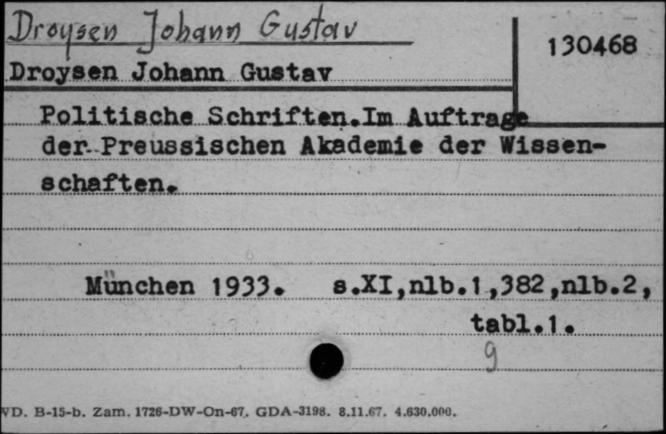 Droysen Johann Gustav
130468
Droysen Johann Gustav
Politische Schriften.Im Auftrage
der Preussischen Akademie der Wissen-
schaften.
München 1933. s.XI,nlb.1,382,nlb.2,
tabl.1.
9
VD. B-15-b. Zam. 1726-DW-On-67. GDA-3198. 8.11.67. 4.630.000.